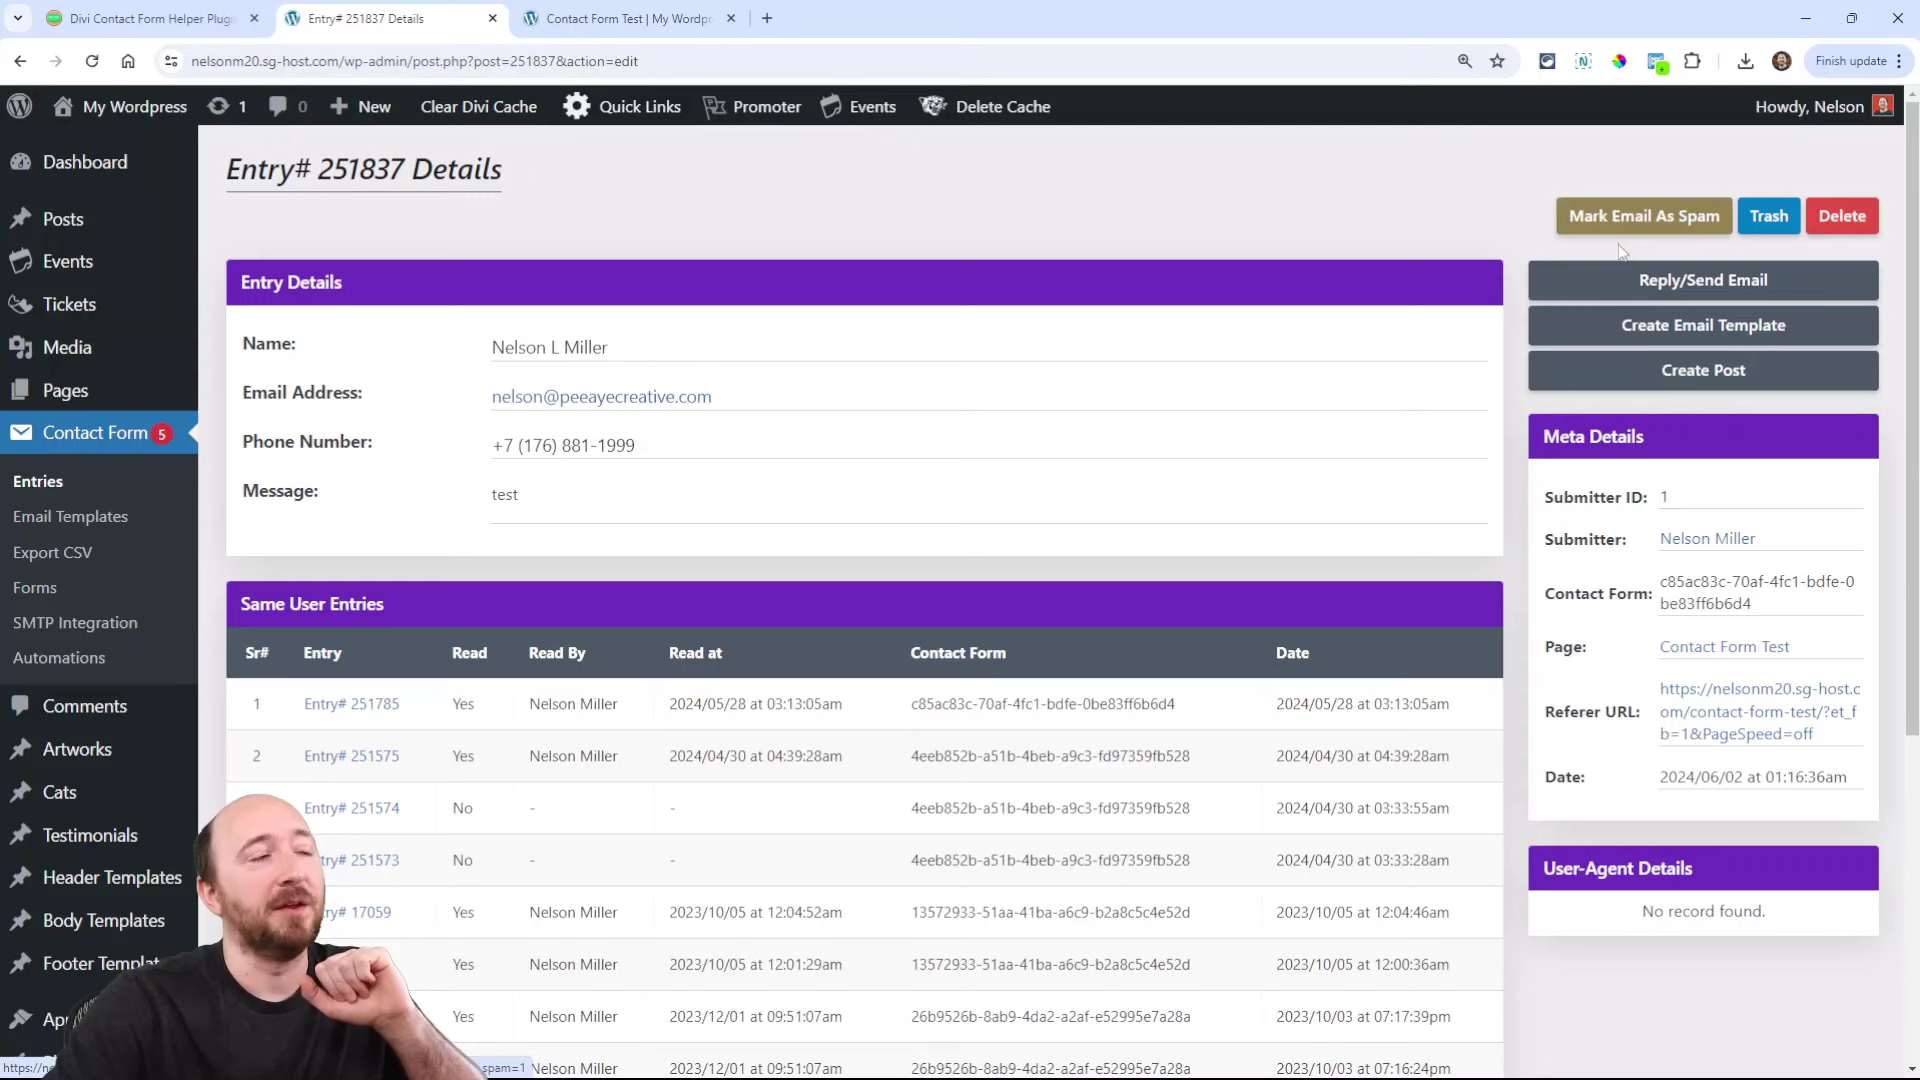 Divi Contact Form Helper Plugi
Entry# 251837 Details
Contact Form Test | My Wordpr
nelsonm20.sg-host.com/wp-admin/post.php?post=251837&action=edit
Finish update
My Wordpress
1
0
New
Clear Divi Cache
Quick Links
Promoter
Events
Delete Cache
Howdy, Nelson
Dashboard
Posts
Events
Tickets
Media
Pages
Contact Form 5
Entries
Email Templates
Export CSV
Forms
SMTP Integration
Automations
Comments
Artworks
Cats
Testimonials
Header Templates
Body Templates
Footer Templat
Entry# 251837 Details
Mark Email As Spam
Trash
Delete
Entry Details
Name: Nelson L Miller
Email Address: nelson@peeayecreative.com
Phone Number: +7 (176) 881-1999
Message: test
Reply/Send Email
Create Email Template
Create Post
Meta Details
Submitter ID: 1
Submitter: Nelson Miller
Contact Form: c85ac83c-70af-4fc1-bdfe-0
be83ff6b6d4
Page: Contact Form Test
Referer URL: https://nelsonm20.sg-host.c
om/contact-form-test/?et_f
b=1&PageSpeed=off
Date: 2024/06/02 at 01:16:36am
User-Agent Details
No record found.
Same User Entries
Sr# Entry Read Read By Read at Contact Form Date
1 Entry# 251785 Yes Nelson Miller 2024/05/28 at 03:13:05am c85ac83c-70af-4fc1-bdfe-0be83ff6b6d4 2024/05/28 at 03:13:05am
2 Entry# 251575 Yes Nelson Miller 2024/04/30 at 04:39:28am 4eeb852b-a51b-4beb-a9c3-fd97359fb528 2024/04/30 at 04:39:28am
Entry# 251574 No - - 4eeb852b-a51b-4beb-a9c3-fd97359fb528 2024/04/30 at 03:33:55am
try# 251573 No - - 4eeb852b-a51b-4beb-a9c3-fd97359fb528 2024/04/30 at 03:33:28am
try# 17059 Yes Nelson Miller 2023/10/05 at 12:04:52am 13572933-51aa-41ba-a6c9-b2a8c5c4e52d 2023/10/05 at 12:04:46am
Yes Nelson Miller 2023/10/05 at 12:01:29am 13572933-51aa-41ba-a6c9-b2a8c5c4e52d 2023/10/05 at 12:00:36am
Yes Nelson Miller 2023/12/01 at 09:51:07am 26b9526b-8ab9-4da2-a2af-e52995e7a28a 2023/10/03 at 07:17:39pm
Nelson Miller 2023/12/01 at 09:51:07am 26b9526b-8ab9-4da2-a2af-e52995e7a28a 2023/10/03 at 07:16:24pm
https://ne
spam=1